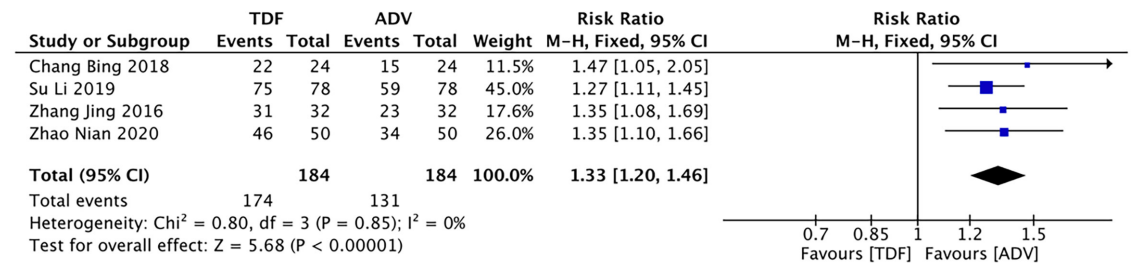 TDF ADV Risk Ratio Risk Ratio
Study or Subgroup Events Total Events Total Weight M-H, Fixed, 95% CI M-H, Fixed, 95% CI
Chang Bing 2018 22 24 15 24 11.5% 1.47 [1.05, 2.05]
Su Li 2019 75 78 59 78 45.0% 1.27 [1.11, 1.45]
Zhang Jing 2016 31 32 23 32 17.6% 1.35 [1.08, 1.69]
Zhao Nian 2020 46 50 34 50 26.0% 1.35 [1.10, 1.66]
Total (95% CI) 184 184 100.0% 1.33 [1.20, 1.46]
Total events 174 131
Heterogeneity: Chi² = 0.80, df = 3 (P = 0.85); I² = 0%
Test for overall effect: Z = 5.68 (P < 0.00001)
0.7 0.85 1 1.2 1.5
Favours [TDF] Favours [ADV]